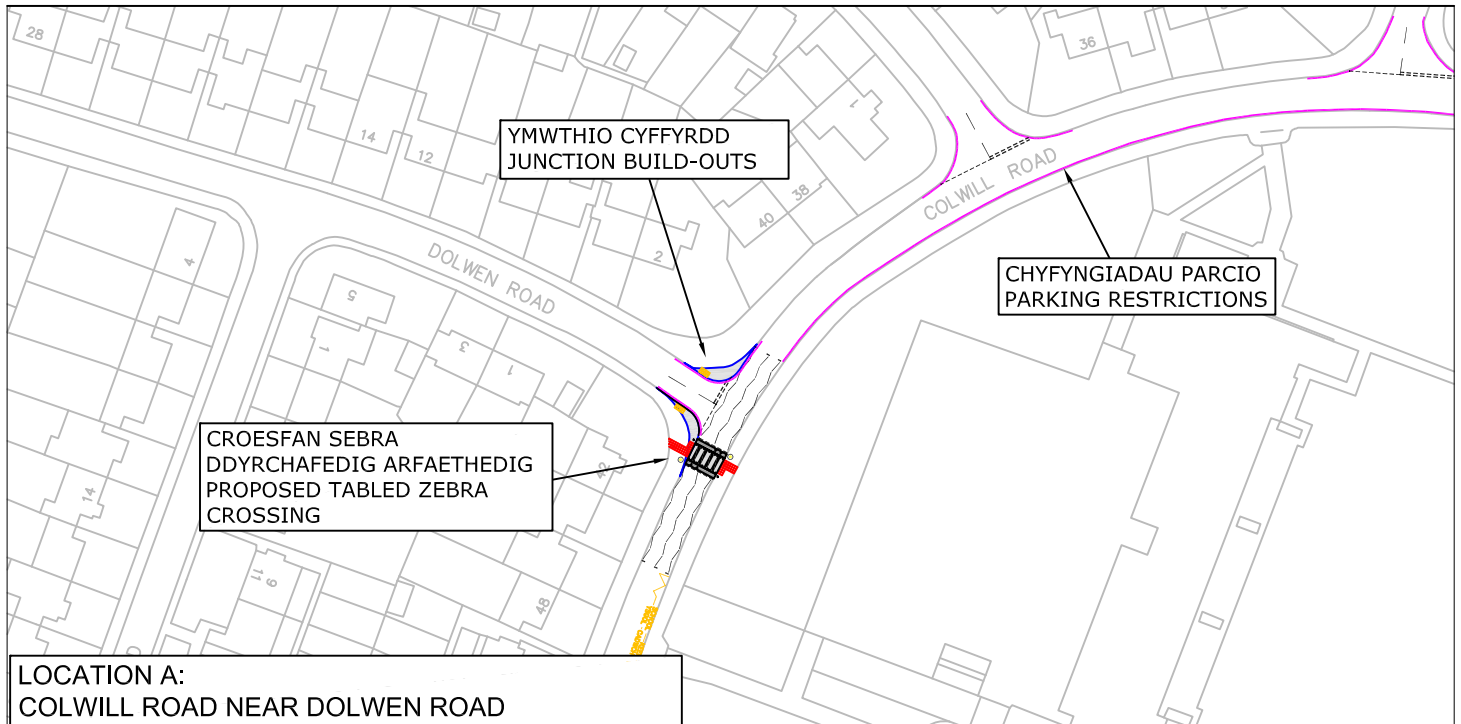 28
36
14
12
1
YMWTHIO CYFFYRDD
JUNCTION BUILD-OUTS
38
40
COLWILL ROAD
2
4
DOLWEN ROAD
CHYFYNGIADAU PARCIO
PARKING RESTRICTIONS
5
3
1
1
CROESFAN SEBRA
DDYRCHAFEDIG ARFAETHEDIG
PROPOSED TABLED ZEBRA
CROSSING
42
14
9
11
48
LOCATION A:
COLWILL ROAD NEAR DOLWEN ROAD